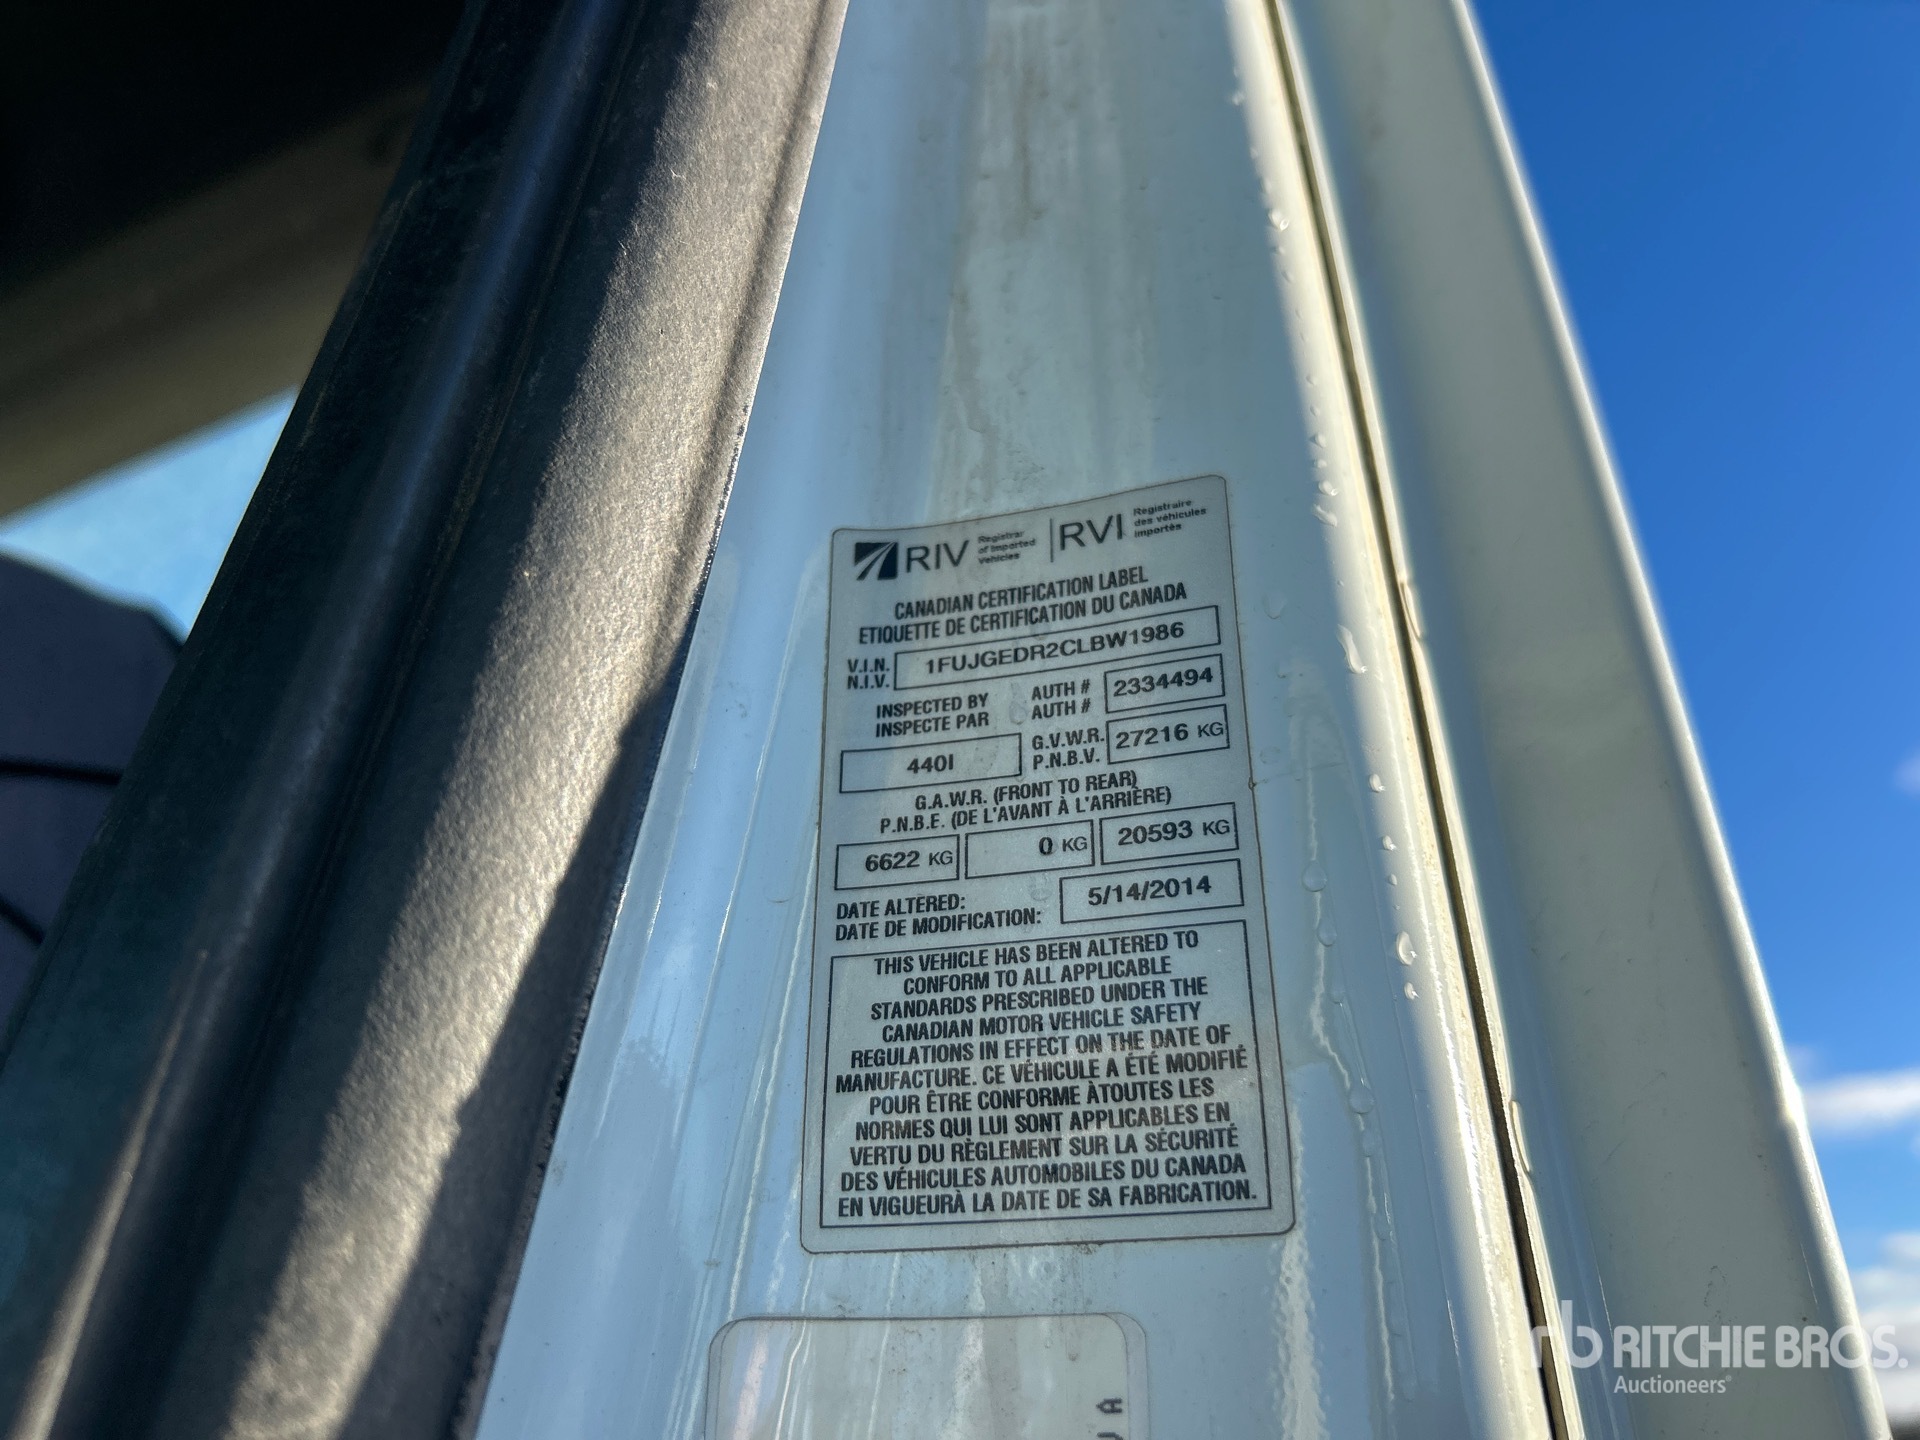 RIV Registrar of Imported Vehicles | RVI Registraire des véhicules importés
CANADIAN CERTIFICATION LABEL
ETIQUETTE DE CERTIFICATION DU CANADA
V.I.N. 1FUJGEDR2CLBW1986
N.I.V.
INSPECTED BY AUTH # 2334494
INSPECTE PAR AUTH #
440I G.V.W.R. 27216 KG
P.N.B.V.
G.A.W.R. (FRONT TO REAR)
P.N.B.E. (DE L'AVANT À L'ARRIÈRE)
6622 KG 0 KG 20593 KG
DATE ALTERED: 5/14/2014
DATE DE MODIFICATION:
THIS VEHICLE HAS BEEN ALTERED TO
CONFORM TO ALL APPLICABLE
STANDARDS PRESCRIBED UNDER THE
CANADIAN MOTOR VEHICLE SAFETY
REGULATIONS IN EFFECT ON THE DATE OF
MANUFACTURE. CE VÉHICULE A ÉTÉ MODIFIÉ
POUR ÊTRE CONFORME ÀTOUTES LES
NORMES QUI LUI SONT APPLICABLES EN
VERTU DU RÈGLEMENT SUR LA SÉCURITÉ
DES VÉHICULES AUTOMOBILES DU CANADA
EN VIGUEURÀ LA DATE DE SA FABRICATION.
rb RITCHIE BROS.
Auctioneers